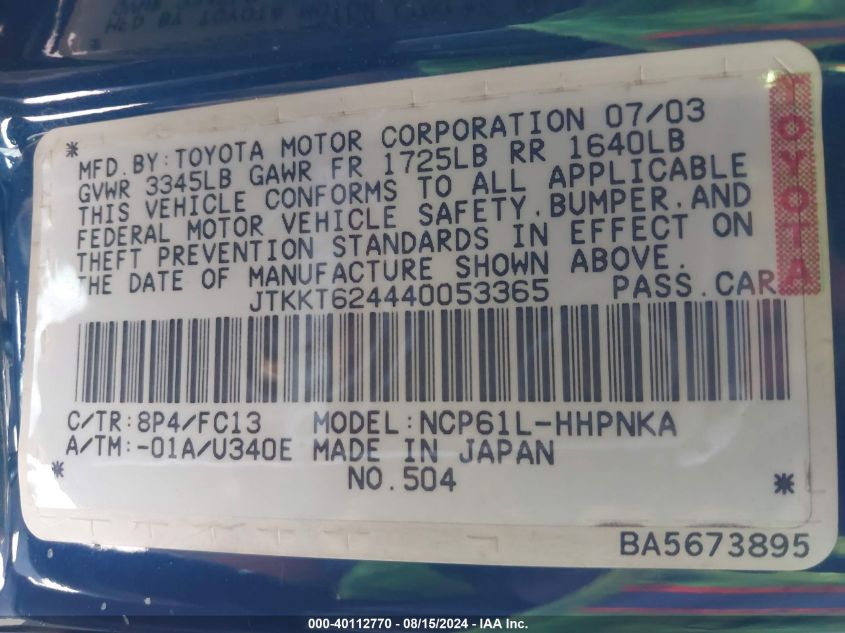 MFD.BY:TOYOTA MOTOR CORPORATION 07/03
GVWR 3345LB GAWR FR 1725LB RR 1640LB
THIS VEHICLE CONFORMS TO ALL APPLICABLE
FEDERAL MOTOR VEHICLE SAFETY,BUMPER,AND
THEFT PREVENTION STANDARDS IN EFFECT ON
THE DATE OF MANUFACTURE SHOWN ABOVE.
JTKKT624440053365 PASS.CAR
TOYOTA
C/TR:8P4/FC13 MODEL:NCP61L-HHPNKA
A/TM:-01A/U340E MADE IN JAPAN
NO.504
BA5673895
000-40112770 - 08/15/2024 - IAA Inc.